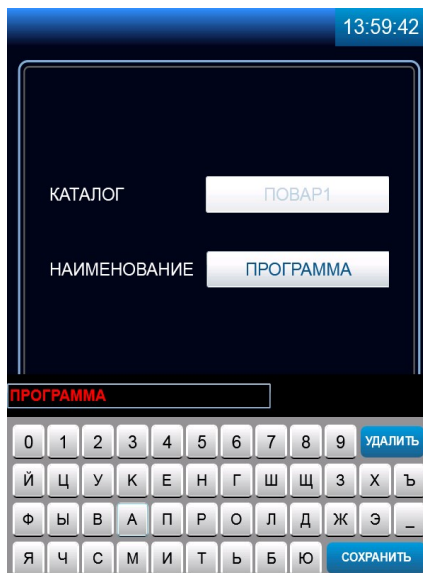 13:59:42
КАТАЛОГ ПОВАР1
НАИМЕНОВАНИЕ ПРОГРАММА
ПРОГРАММА
0 1 2 3 4 5 6 7 8 9 УДАЛИТЬ
Й Ц У К Е Н Г Ш Щ З Х Ъ
Ф Ы В А П Р О Л Д Ж Э _
Я Ч С М И Т Ь Б Ю СОХРАНИТЬ